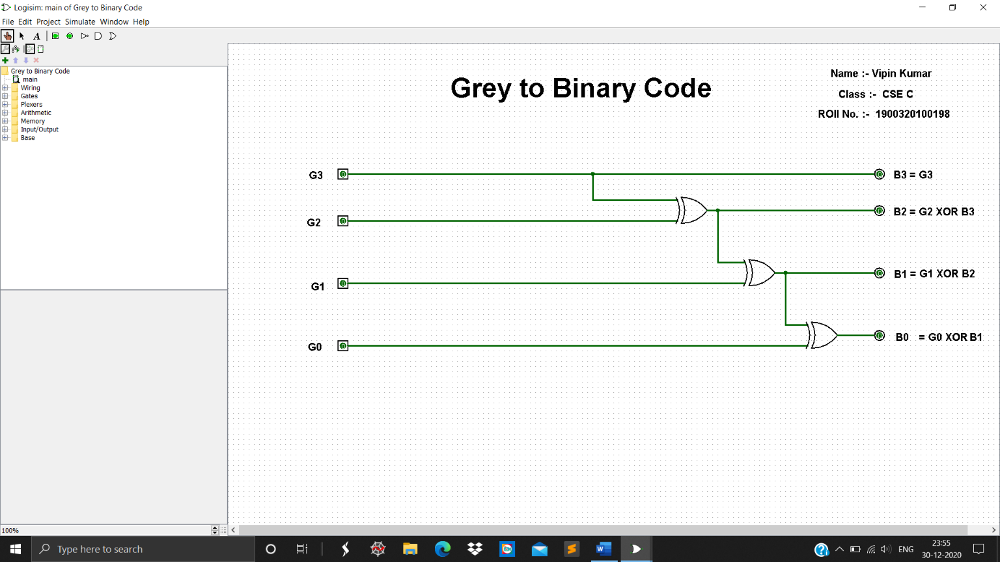 Logisim: main of Grey to Binary Code
File Edit Project Simulate Window Help
A
Grey to Binary Code
main
Wiring
Gates
Plexers
Arithmetic
Memory
Input/Output
Base
Grey to Binary Code
Name :- Vipin Kumar
Class :- CSE C
ROll No. :- 1900320100198
G3 0 0 B3 = G3
G2 0 0 B2 = G2 XOR B3
G1 0 0 B1 = G1 XOR B2
G0 0 0 B0 = G0 XOR B1
100%
Type here to search
W
ENG
23:55
30-12-2020